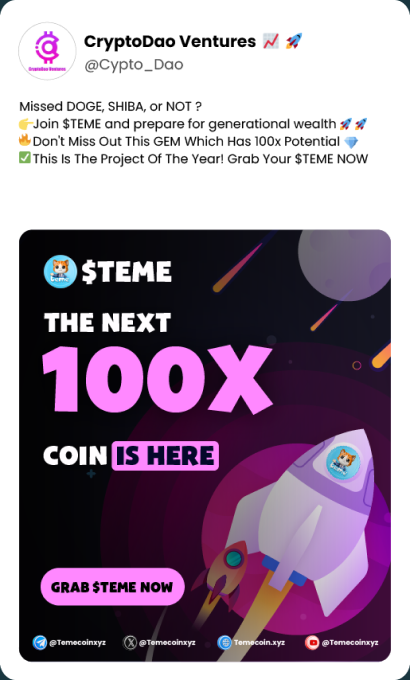 CryptoDao Ventures 📈 🚀
CryptoDao Ventures
@Cypto_Dao
Missed DOGE, SHIBA, or NOT ?
👉Join $TEME and prepare for generational wealth 🚀 🚀
🔥Don't Miss Out This GEM Which Has 100x Potential 💎
✅This Is The Project Of The Year! Grab Your $TEME NOW
$TEME
THE NEXT
100X
COIN IS HERE
GRAB $TEME NOW
@Temecoinxyz @Temecoinxyz Temecoin.xyz @Temecoinxyz